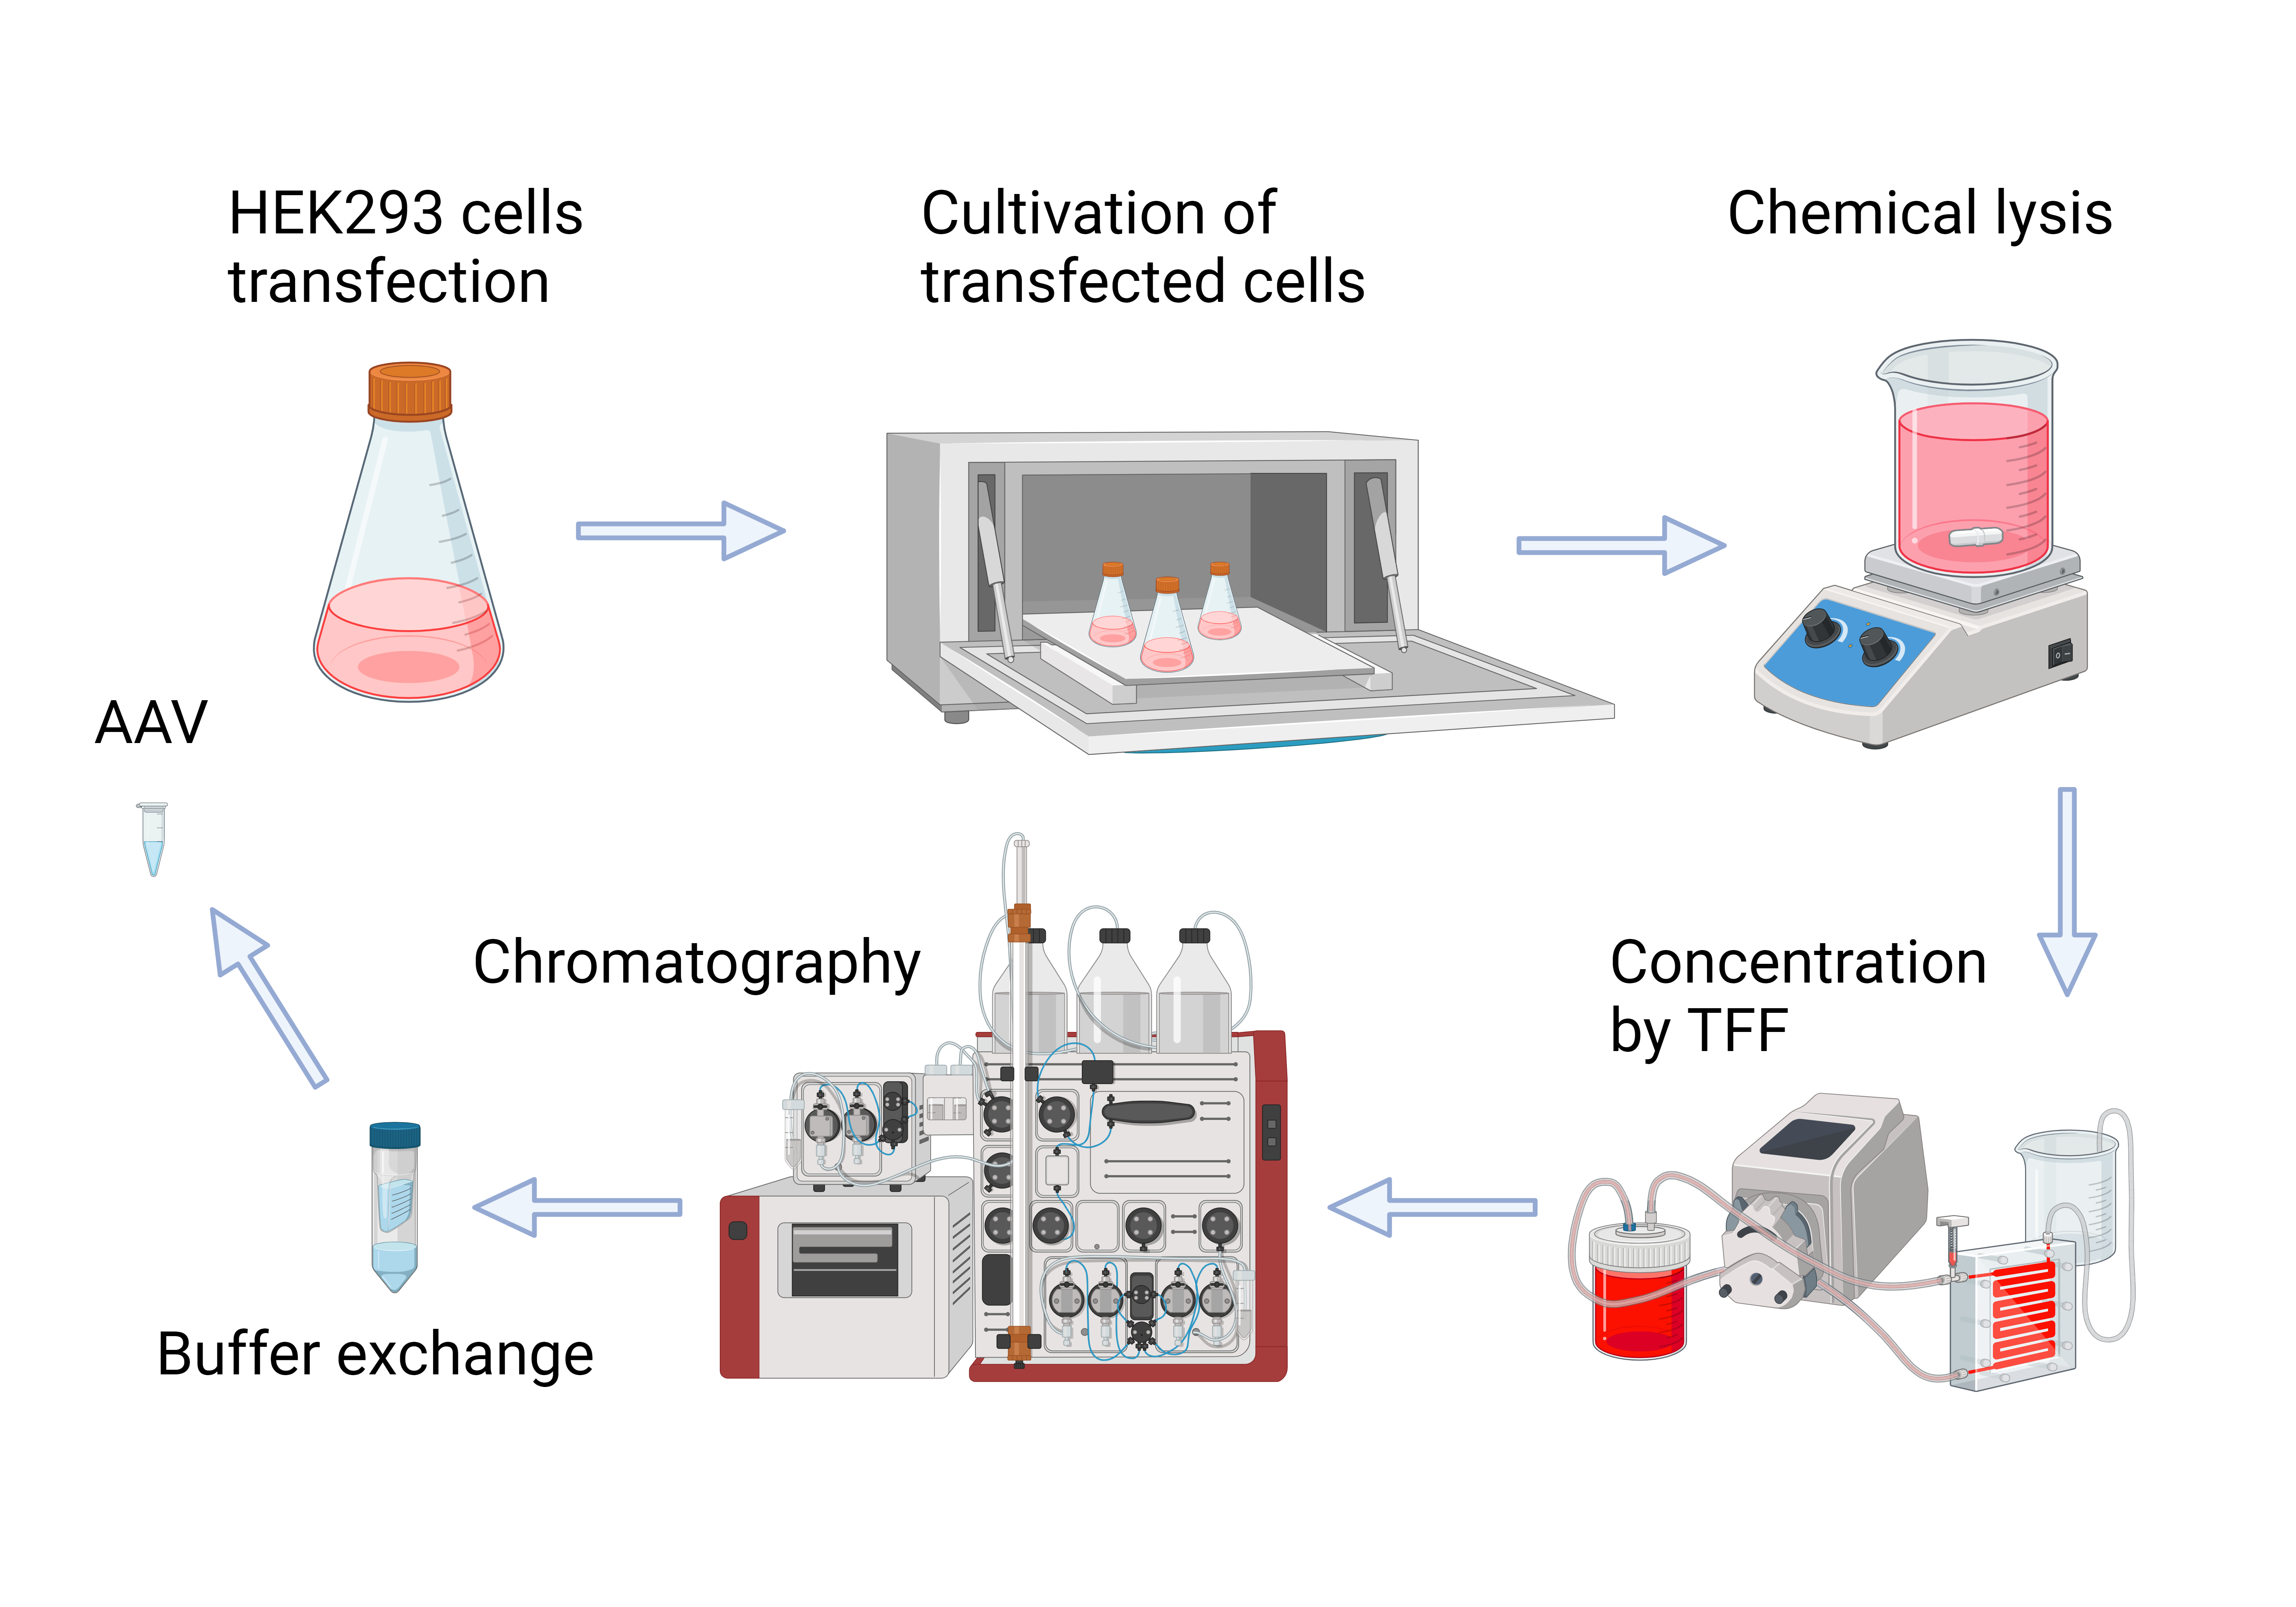 HEK293 cells
transfection
Cultivation of
transfected cells
Chemical lysis
AAV
Chromatography
Concentration
by TFF
Buffer exchange